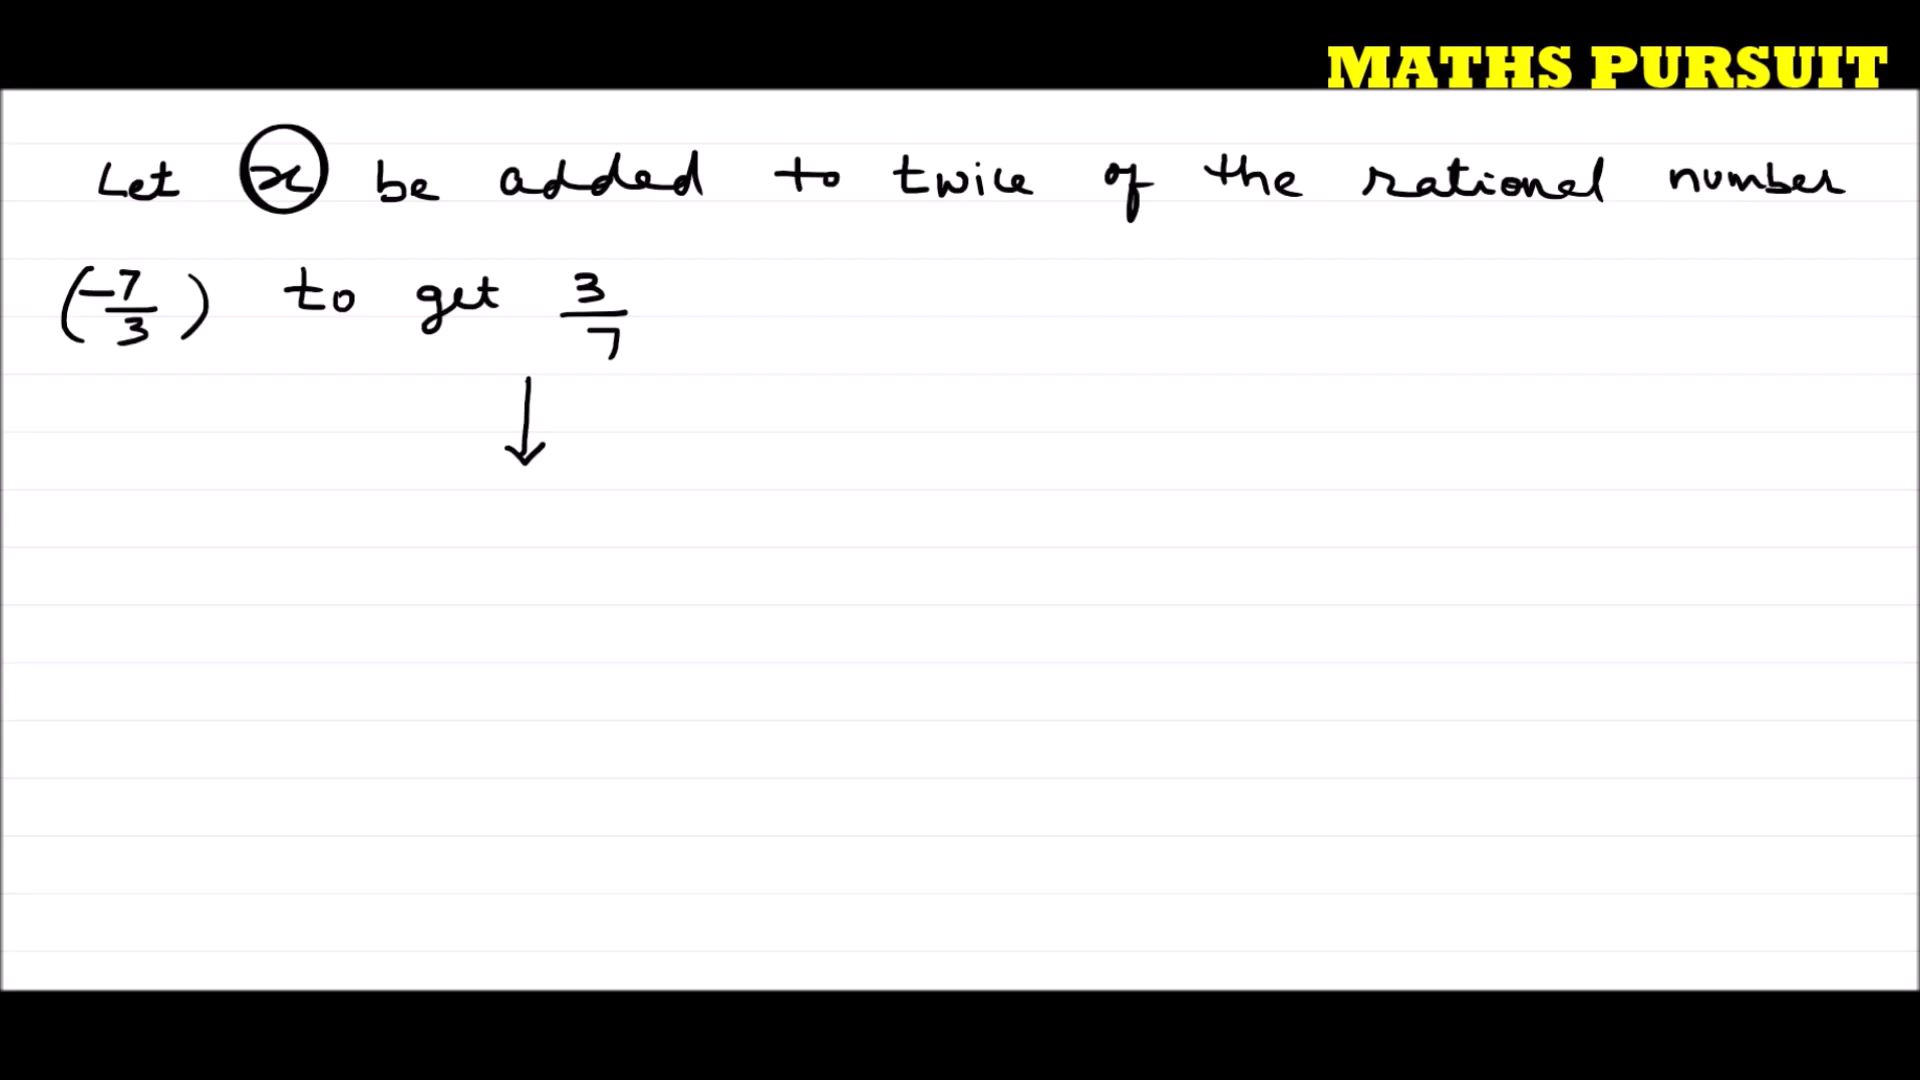 MATHS PURSUIT
Let x be added to twice of the rational number
(-7/3) to get 3/7